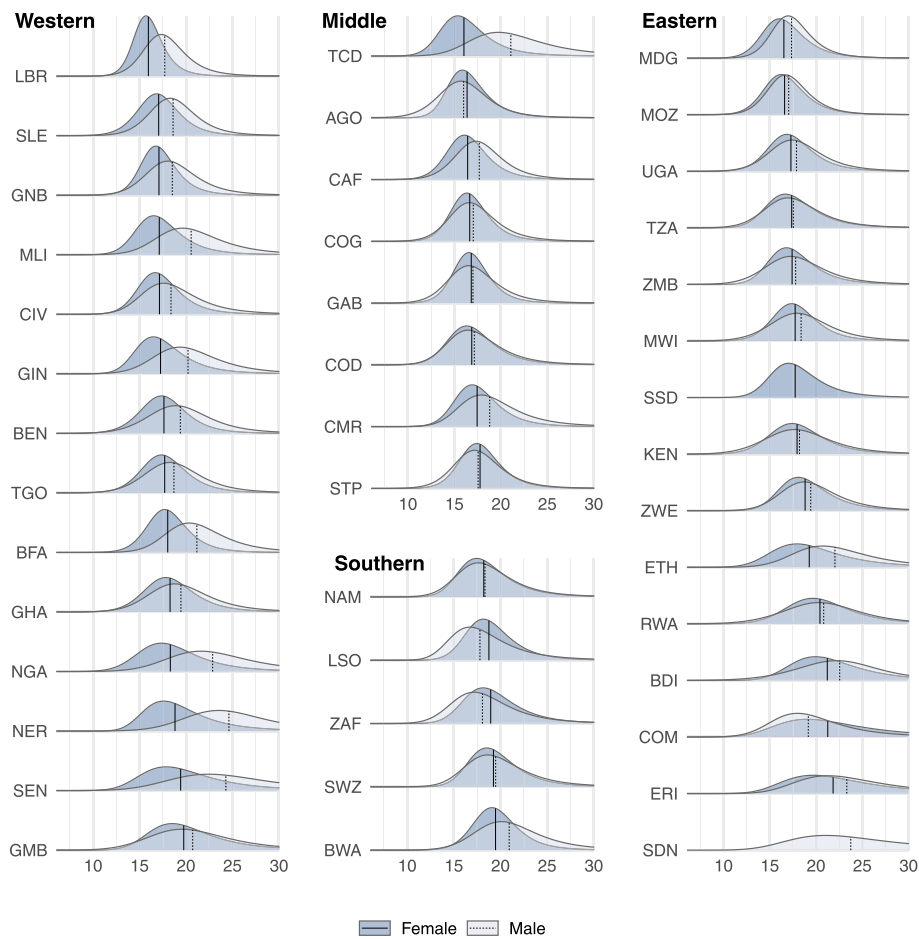 Western
LBR
SLE
GNB
MLI
CIV
GIN
BEN
TGO
BFA
GHA
NGA
NER
SEN
GMB
10 15 20 25 30
Middle
TCD
AGO
CAF
COG
GAB
COD
CMR
STP
10 15 20 25 30
Southern
NAM
LSO
ZAF
SWZ
BWA
10 15 20 25 30
Eastern
MDG
MOZ
UGA
TZA
ZMB
MWI
SSD
KEN
ZWE
ETH
RWA
BDI
COM
ERI
SDN
10 15 20 25 30
Female Male